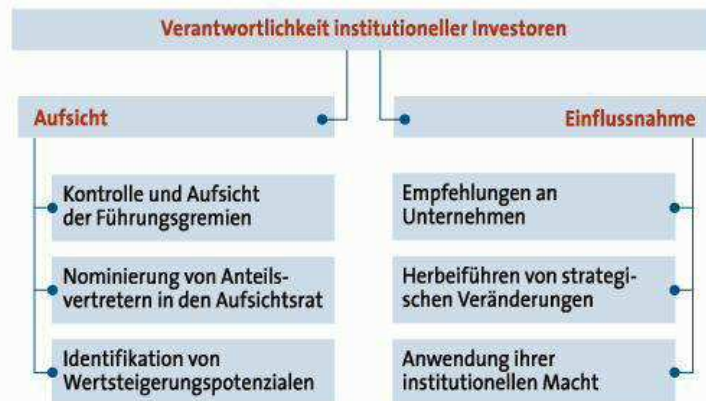 Verantwortlichkeit institutioneller Investoren
Aufsicht
Kontrolle und Aufsicht
der Führungsgremien
Nominierung von Anteils-
vertretern in den Aufsichtsrat
Identifikation von
Wertsteigerungspotenzialen
Einflussnahme
Empfehlungen an
Unternehmen
Herbeiführen von strategi-
schen Veränderungen
Anwendung ihrer
institutionellen Macht